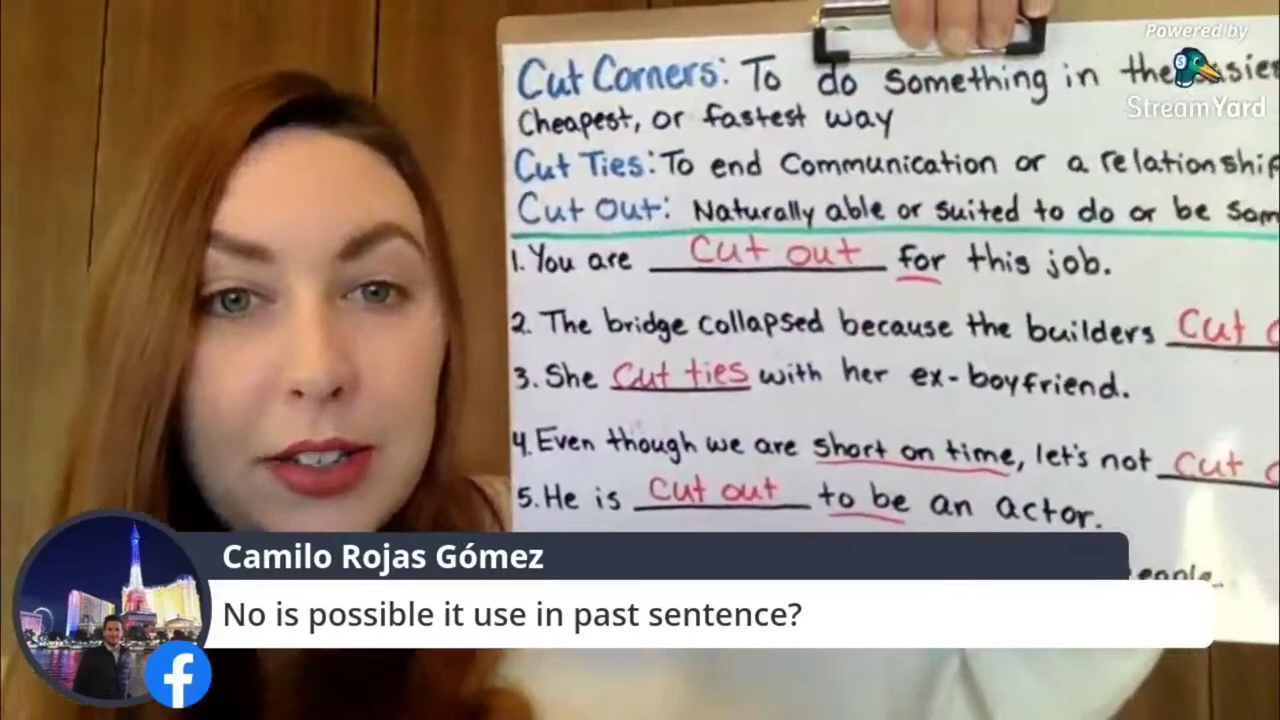 Powered by
StreamYard
Cut Corners: To do something in the
Cheapest, or fastest way
Cut Ties: To end Communication or a relationship
Cut out: Naturally able or suited to do or be
1. You are cut out for this job.
2. The bridge collapsed because the builders cut
3. She cut ties with her ex-boyfriend.
4. Even though we are short on time, let's not cut
5. He is cut out to be an actor.
Camilo Rojas Gómez
No is possible it use in past sentence?